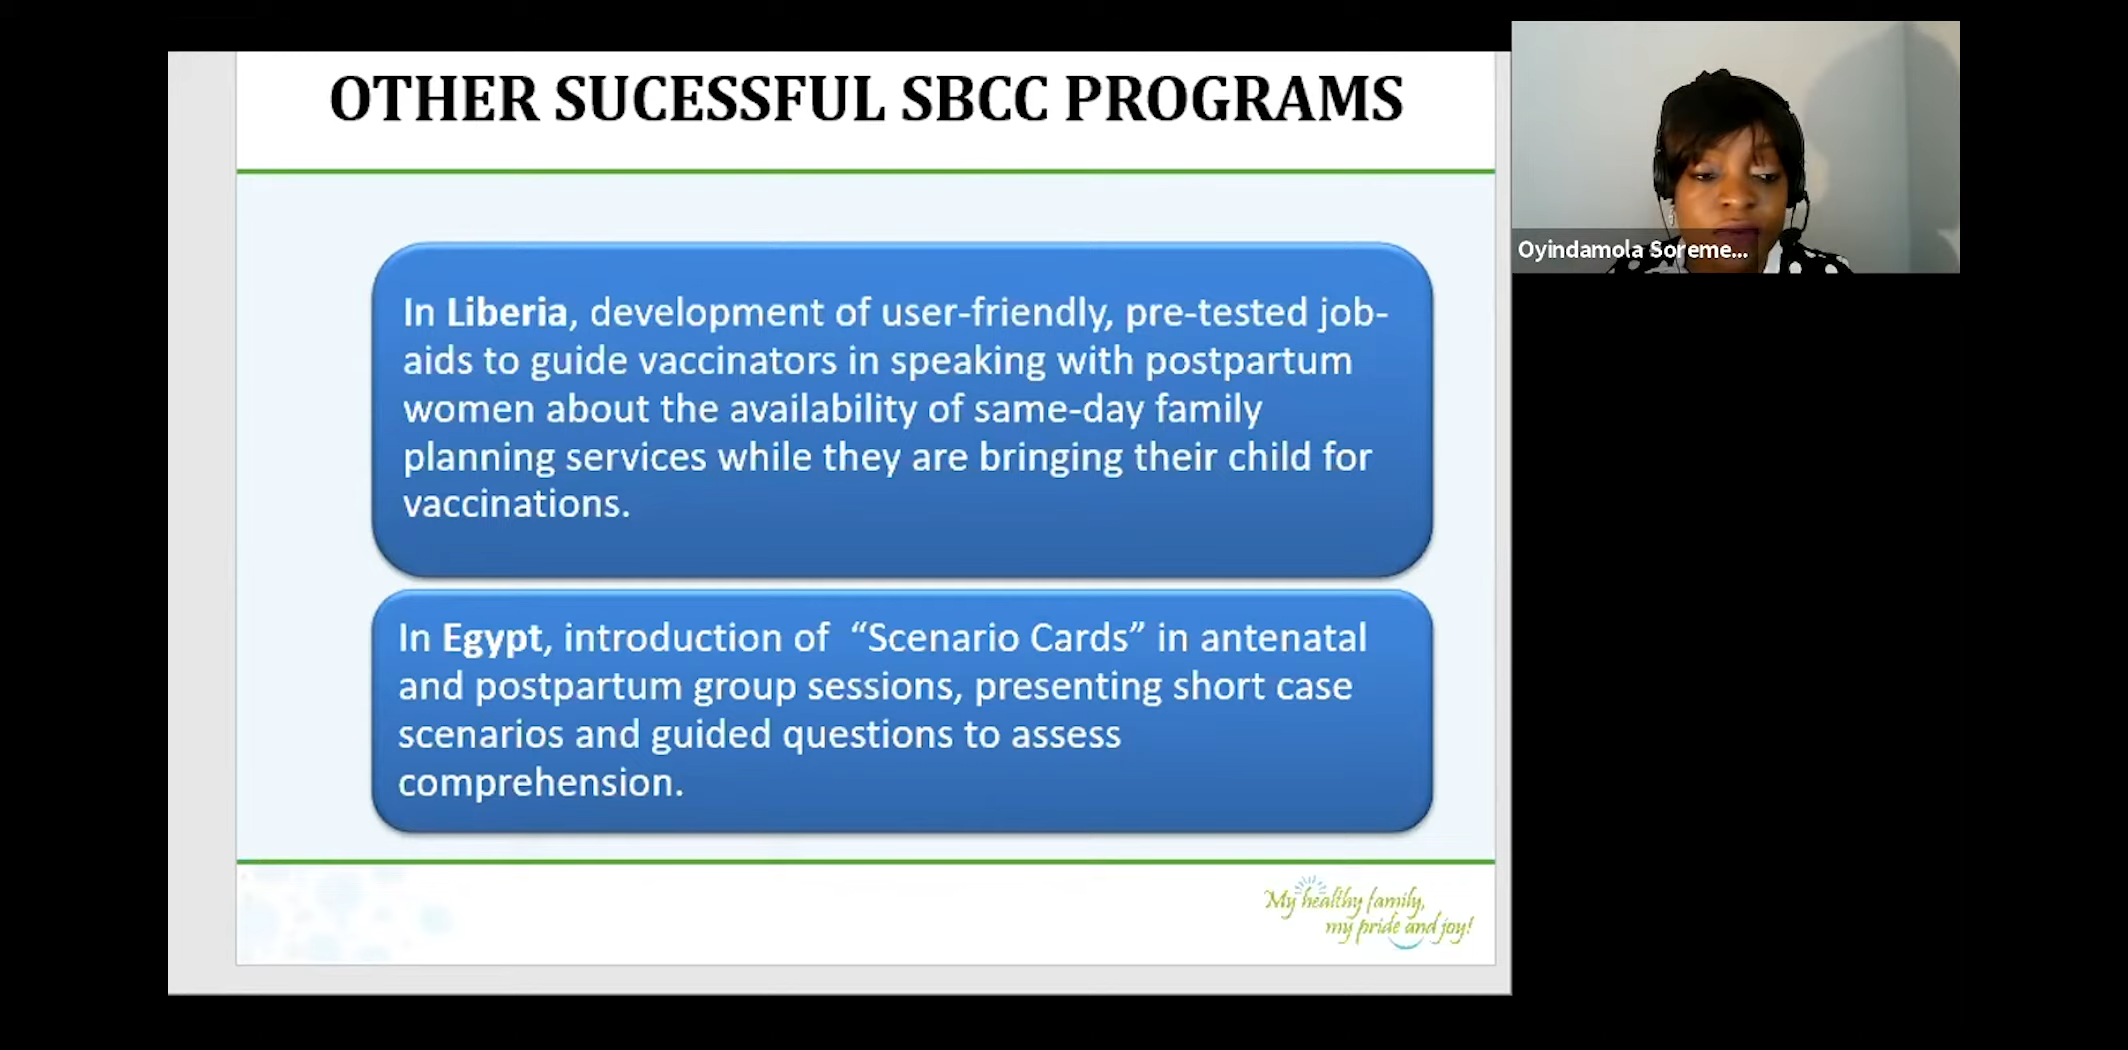 OTHER SUCESSFUL SBCC PROGRAMS
In Liberia, development of user-friendly, pre-tested job-
aids to guide vaccinators in speaking with postpartum
women about the availability of same-day family
planning services while they are bringing their child for
vaccinations.
In Egypt, introduction of “Scenario Cards” in antenatal
and postpartum group sessions, presenting short case
scenarios and guided questions to assess
comprehension.
My healthy family,
my pride and joy!
Oyindamola Soreme...